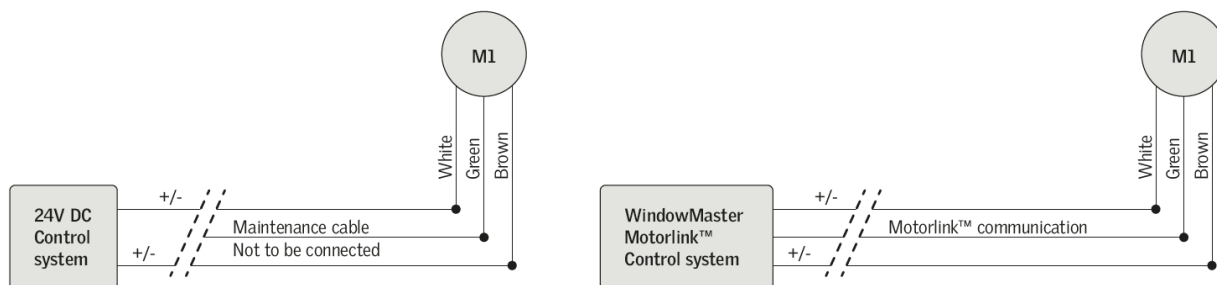 M1
White
Green
Brown
24V DC
Control
system
+/-
Maintenance cable
Not to be connected
+/-
M1
White
Green
Brown
WindowMaster
Motorlink™
Control system
+/-
Motorlink™ communication
+/-